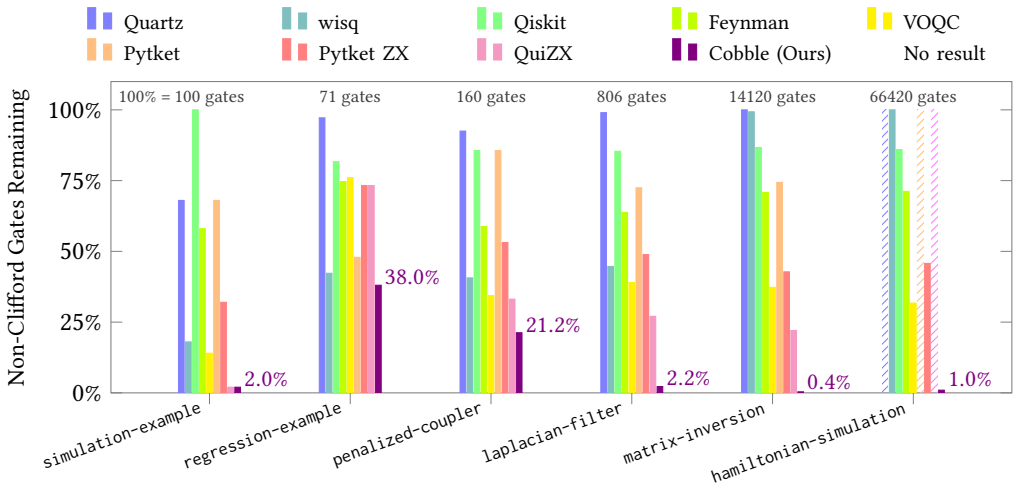 Quartz wisq Qiskit Feynman VOQC
Pytket Pytket ZX QuiZX Cobble (Ours) No result
Non-Clifford Gates Remaining
100% = 100 gates 71 gates 160 gates 806 gates 14120 gates 66420 gates
100%
75%
50%
25%
0%
2.0%
38.0%
21.2%
2.2%
0.4%
1.0%
simulation-example
regression-example
penalized-coupler
laplacian-filter
matrix-inversion
hamiltonian-simulation